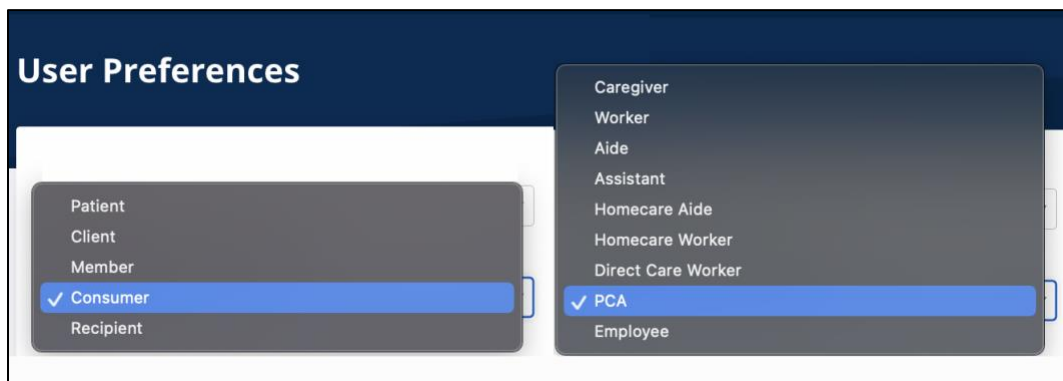 User Preferences
Patient
Client
Member
✓ Consumer
Recipient
Caregiver
Worker
Aide
Assistant
Homecare Aide
Homecare Worker
Direct Care Worker
✓ PCA
Employee